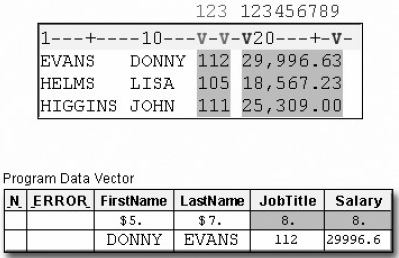 123 123456789
1---+----10---V-V-V20---+-V-
EVANS DONNY 112 29,996.63
HELMS LISA 105 18,567.23
HIGGINS JOHN 111 25,309.00
Program Data Vector
_N_ _ERROR_ FirstName LastName JobTitle Salary
$5. $7. 8. 8.
DONNY EVANS 112 29996.6